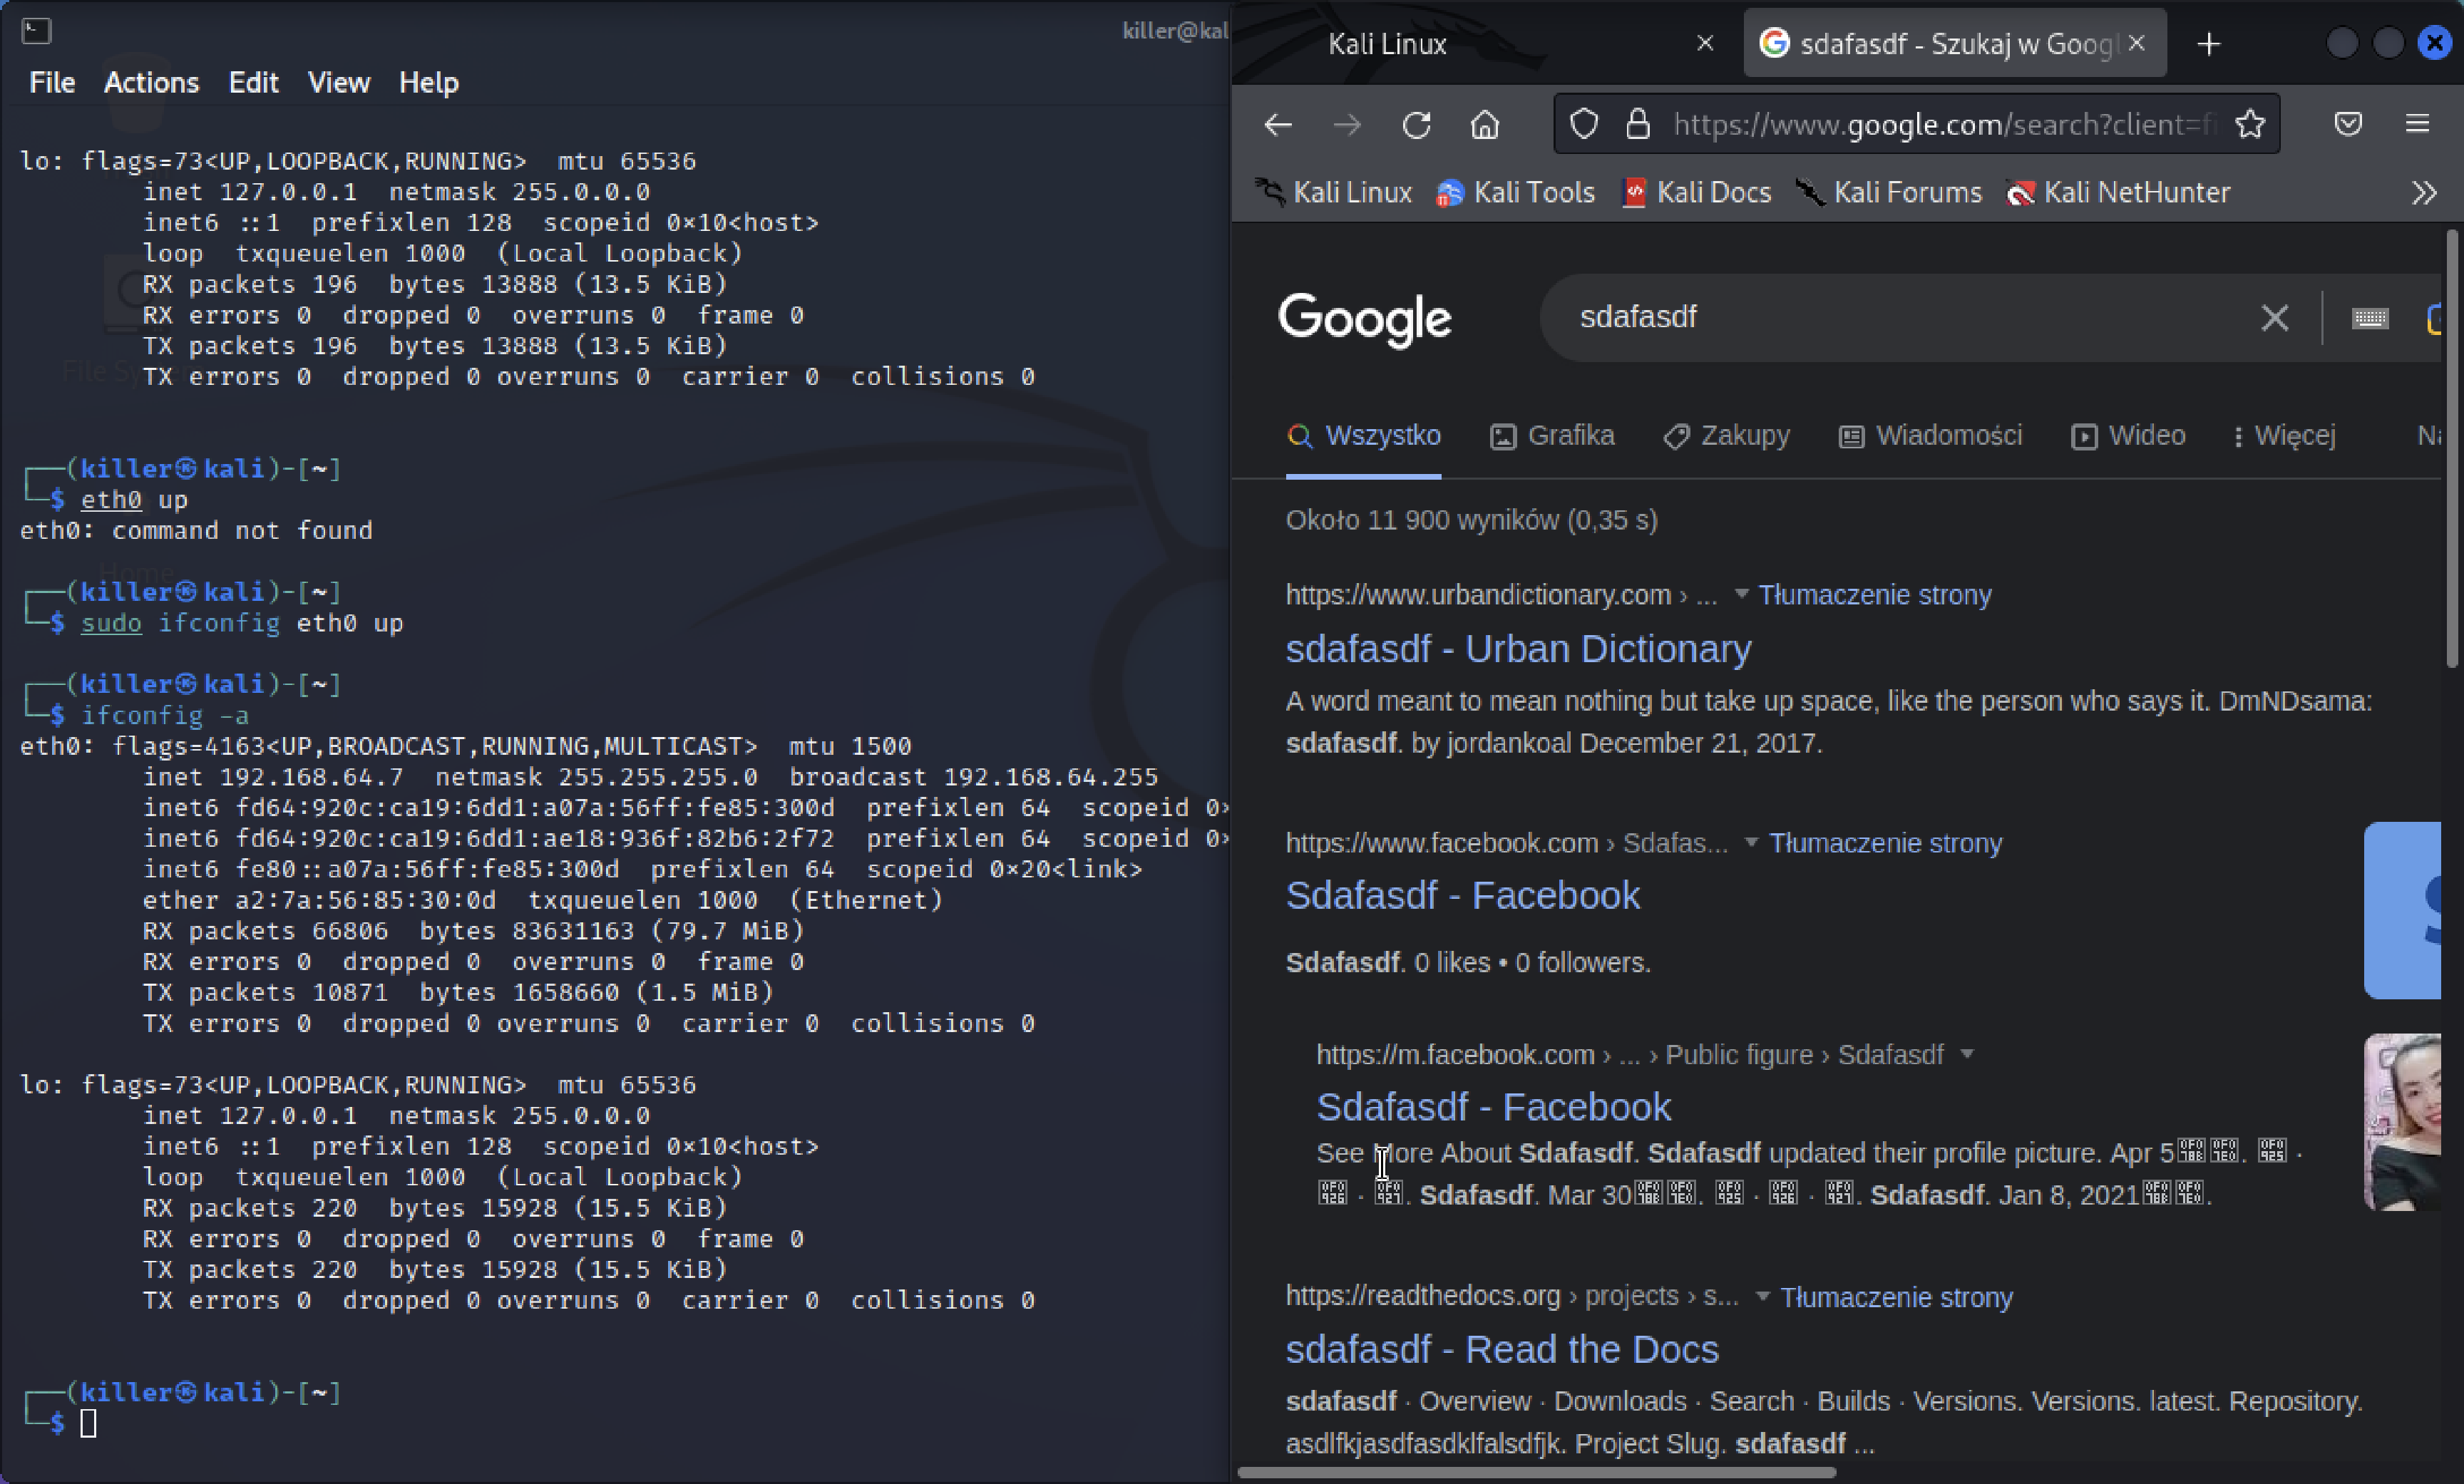 killer@kal
File Actions Edit View Help
lo: flags=73<UP,LOOPBACK,RUNNING>  mtu 65536
inet 127.0.0.1  netmask 255.0.0.0
inet6 ::1  prefixlen 128  scopeid 0×10<host>
loop  txqueuelen 1000  (Local Loopback)
RX packets 196  bytes 13888 (13.5 KiB)
RX errors 0  dropped 0  overruns 0  frame 0
TX packets 196  bytes 13888 (13.5 KiB)
TX errors 0  dropped 0 overruns 0  carrier 0  collisions 0
File Sy
┌──(killer㉿kali)-[~]
└─$ eth0 up
eth0: command not found
Home
┌──(killer㉿kali)-[~]
└─$ sudo ifconfig eth0 up
┌──(killer㉿kali)-[~]
└─$ ifconfig -a
eth0: flags=4163<UP,BROADCAST,RUNNING,MULTICAST>  mtu 1500
inet 192.168.64.7  netmask 255.255.255.0  broadcast 192.168.64.255
inet6 fd64:920c:ca19:6dd1:a07a:56ff:fe85:300d  prefixlen 64  scopeid 0×
inet6 fd64:920c:ca19:6dd1:ae18:936f:82b6:2f72  prefixlen 64  scopeid 0×
inet6 fe80::a07a:56ff:fe85:300d  prefixlen 64  scopeid 0×20<link>
ether a2:7a:56:85:30:0d  txqueuelen 1000  (Ethernet)
RX packets 66806  bytes 83631163 (79.7 MiB)
RX errors 0  dropped 0  overruns 0  frame 0
TX packets 10871  bytes 1658660 (1.5 MiB)
TX errors 0  dropped 0 overruns 0  carrier 0  collisions 0
lo: flags=73<UP,LOOPBACK,RUNNING>  mtu 65536
inet 127.0.0.1  netmask 255.0.0.0
inet6 ::1  prefixlen 128  scopeid 0×10<host>
loop  txqueuelen 1000  (Local Loopback)
RX packets 220  bytes 15928 (15.5 KiB)
RX errors 0  dropped 0  overruns 0  frame 0
TX packets 220  bytes 15928 (15.5 KiB)
TX errors 0  dropped 0 overruns 0  carrier 0  collisions 0
┌──(killer㉿kali)-[~]
└─$
Kali Linux
sdafasdf - Szukaj w Googl
https://www.google.com/search?client=fi
Kali Linux Kali Tools Kali Docs Kali Forums Kali NetHunter
Google
sdafasdf
Wszystko Grafika Zakupy Wiadomości Wideo Więcej Na
Około 11 900 wyników (0,35 s)
https://www.urbandictionary.com › ... Tłumaczenie strony
sdafasdf - Urban Dictionary
A word meant to mean nothing but take up space, like the person who says it. DmNDsama:
sdafasdf. by jordankoal December 21, 2017.
https://www.facebook.com › Sdafas... Tłumaczenie strony
Sdafasdf - Facebook
Sdafasdf. 0 likes • 0 followers.
https://m.facebook.com › ... › Public figure › Sdafasdf
Sdafasdf - Facebook
See More About Sdafasdf. Sdafasdf updated their profile picture. Apr 5. ·
· . Sdafasdf. Mar 30. · · . Sdafasdf. Jan 8, 2021.
https://readthedocs.org › projects › s... Tłumaczenie strony
sdafasdf - Read the Docs
sdafasdf · Overview · Downloads · Search · Builds · Versions. Versions. latest. Repository.
asdlfkjasdfasdklfalsdfjk. Project Slug. sdafasdf ...